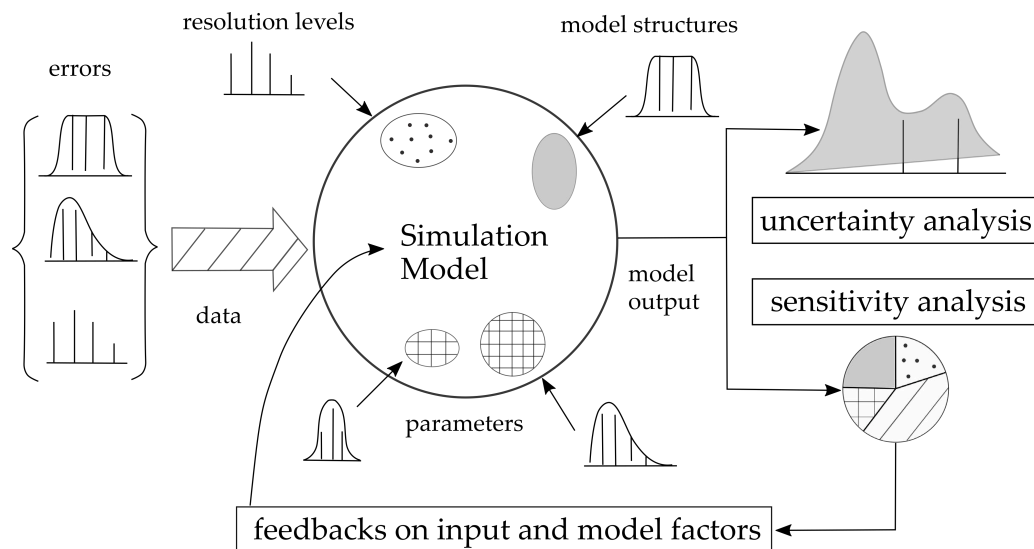 resolution levels
model structures
errors
Simulation
Model
uncertainty analysis
model
output
sensitivity analysis
data
parameters
feedbacks on input and model factors